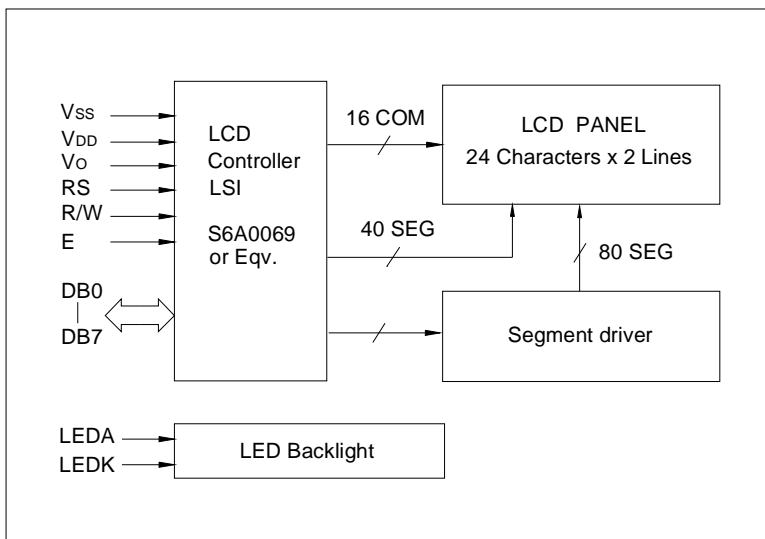 VSS
VDD
VO
RS
R/W
E
DB0
DB7
LCD
Controller
LSI
S6A0069
or Eqv.
16 COM
40 SEG
80 SEG
LCD PANEL
24 Characters x 2 Lines
Segment driver
LEDA
LEDK
LED Backlight